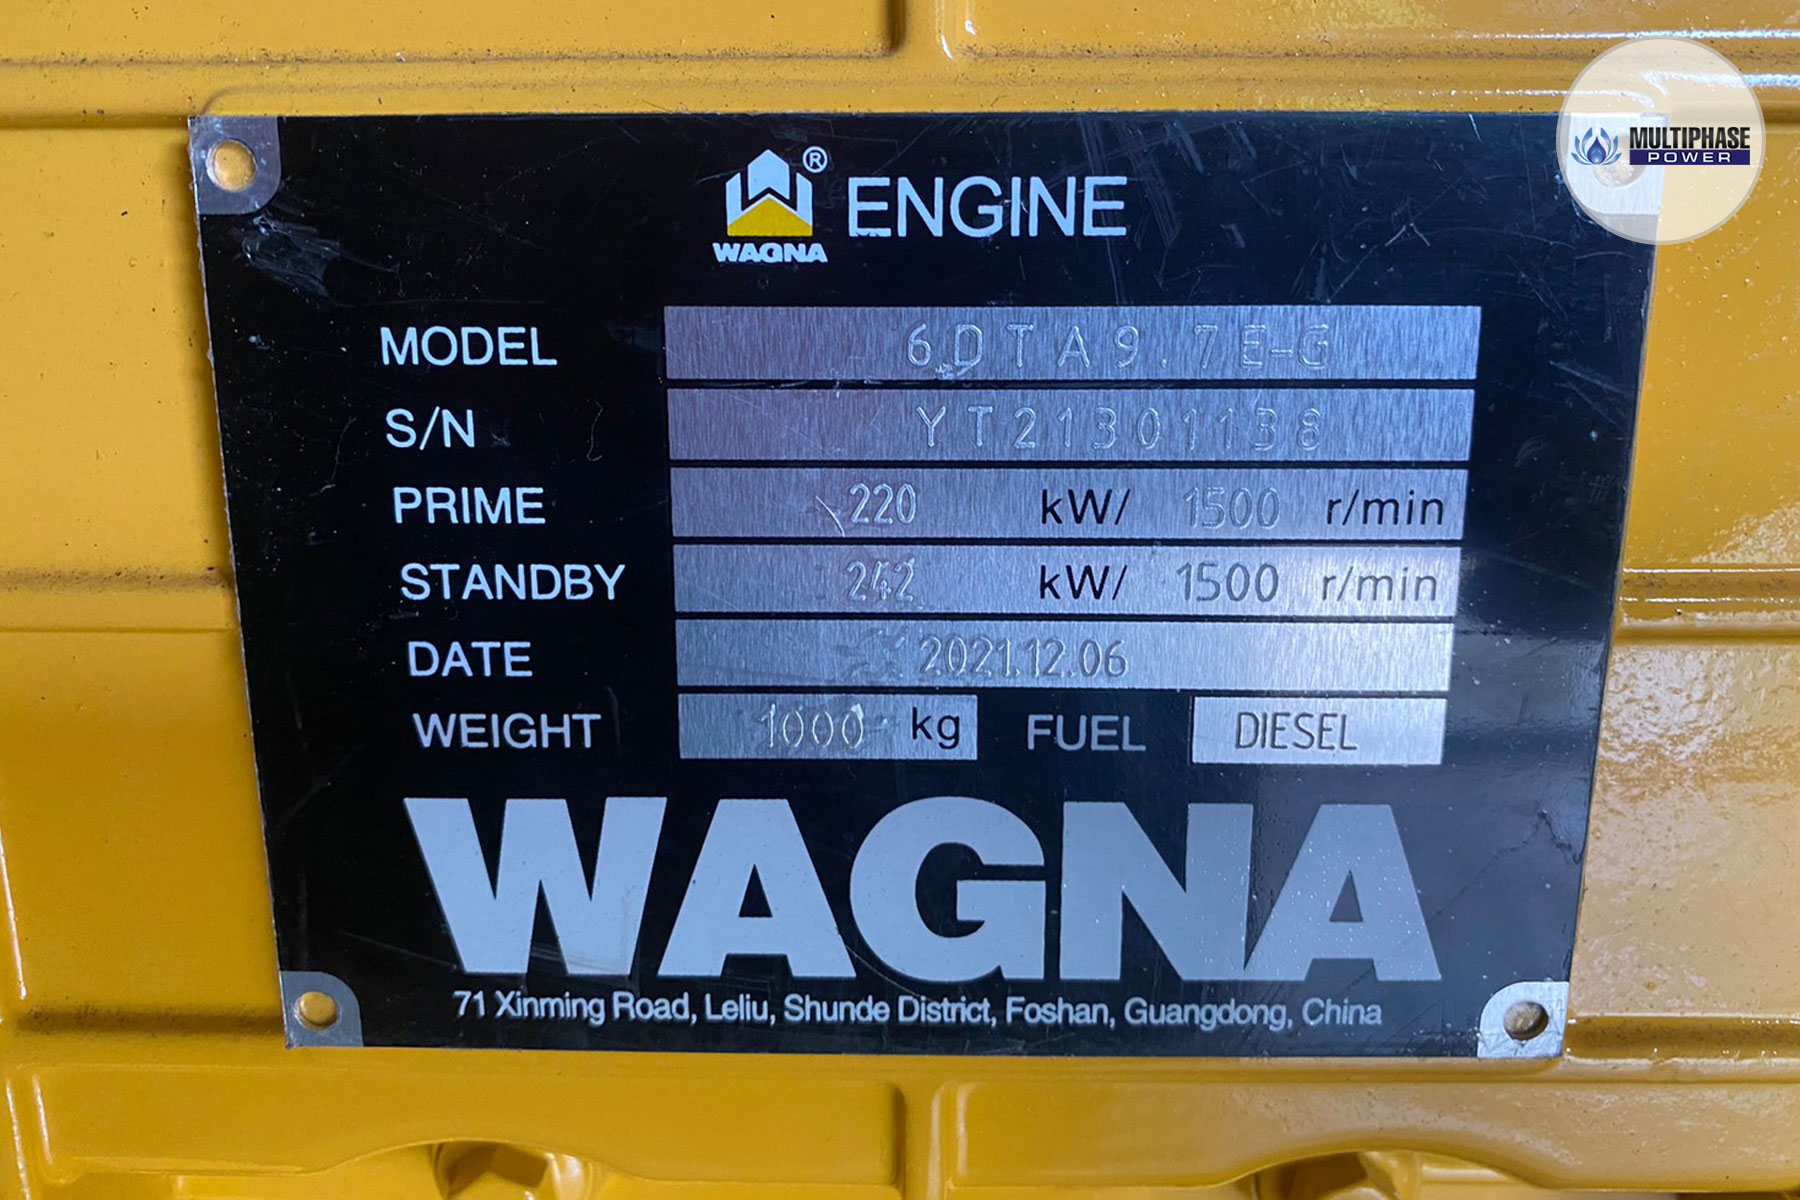 MULTIPHASE
POWER
® ENGINE
WAGNA
MODEL 6DTA9.7E-G
S/N YT21301138
PRIME 220 kW/ 1500 r/min
STANDBY 242 kW/ 1500 r/min
DATE 2021.12.06
WEIGHT 1000 kg FUEL DIESEL
WAGNA
71 Xinming Road, Leliu, Shunde District, Foshan, Guangdong, China